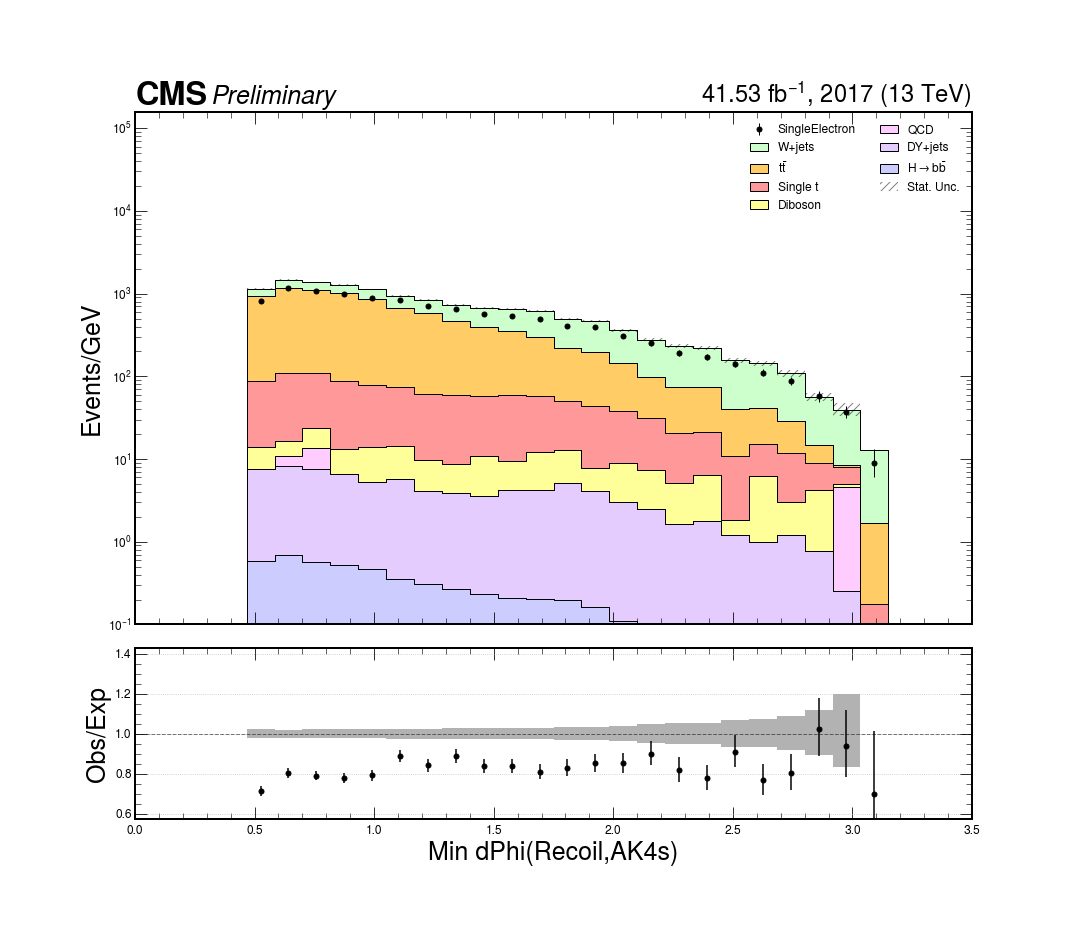 CMS Preliminary
41.53 fb⁻¹, 2017 (13 TeV)
SingleElectron
W+jets
tt̄
Single t
Diboson
QCD
DY+jets
H→bb̄
Stat. Unc.
Events/GeV
10⁵
10⁴
10³
10²
10¹
10⁰
10⁻¹
Obs/Exp
1.4
1.2
1.0
0.8
0.6
0.0 0.5 1.0 1.5 2.0 2.5 3.0 3.5
Min dPhi(Recoil,AK4s)